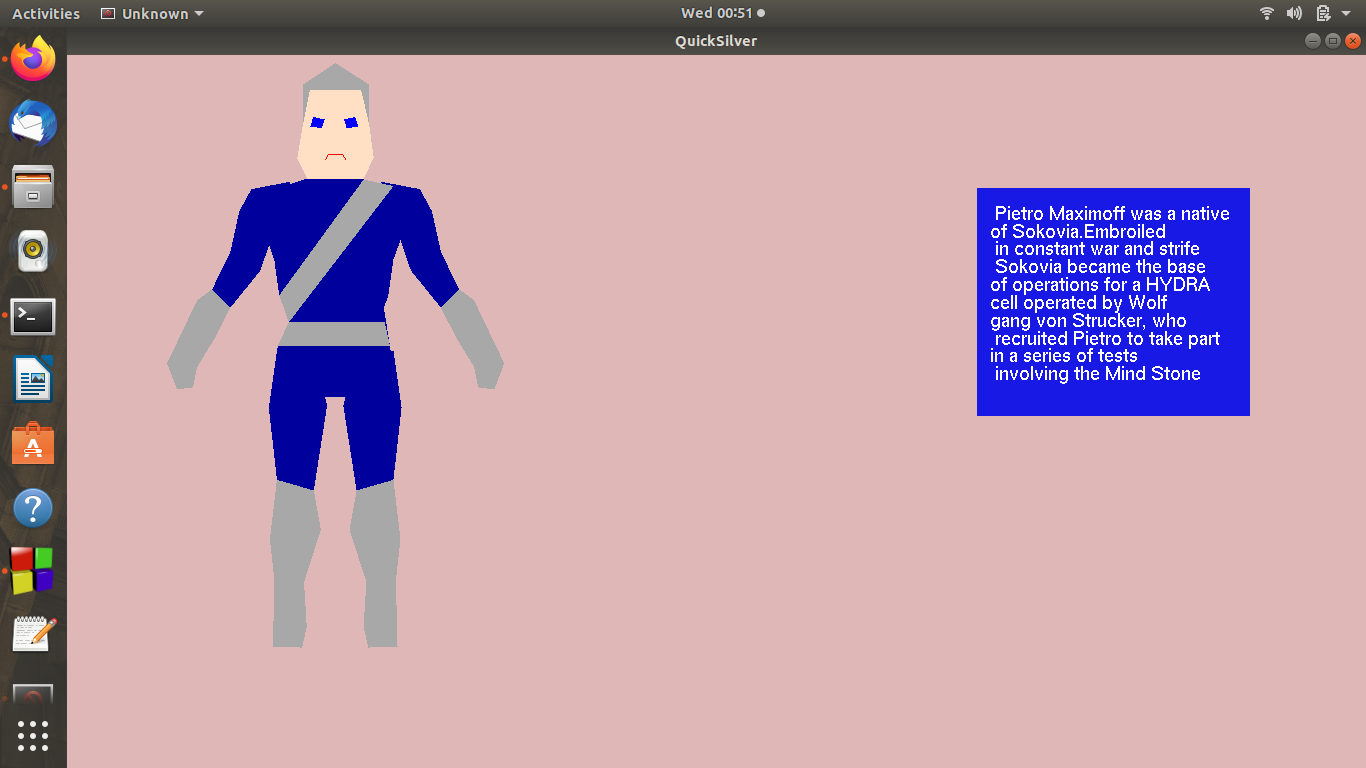 Activities
Unknown
Wed 00:51
QuickSilver
Pietro Maximoff was a native
of Sokovia.Embroiled
in constant war and strife
Sokovia became the base
of operations for a HYDRA
cell operated by Wolf
gang von Strucker, who
recruited Pietro to take part
in a series of tests
involving the Mind Stone